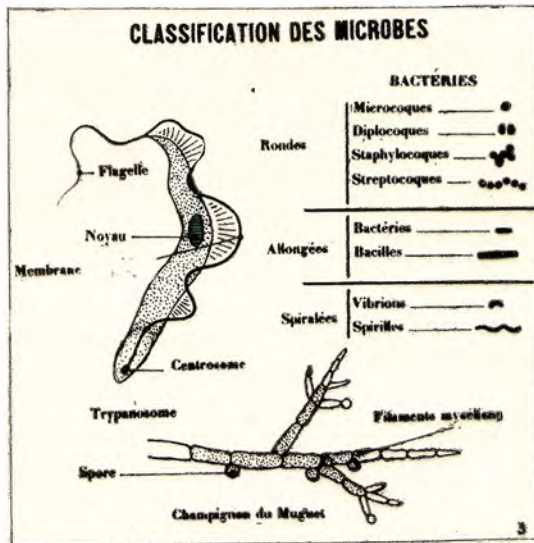 CLASSIFICATION DES MICROBES
BACTÉRIES
Rondes
Microcoques
Diplocoques
Staphylocoques
Streptocoques
Allongées
Bactéries
Bacilles
Spiralées
Vibrions
Spirilles
Flagelle
Noyau
Membrane
Centrosome
Trypanosome
Filaments
Spore
Champignon du Muguet
3